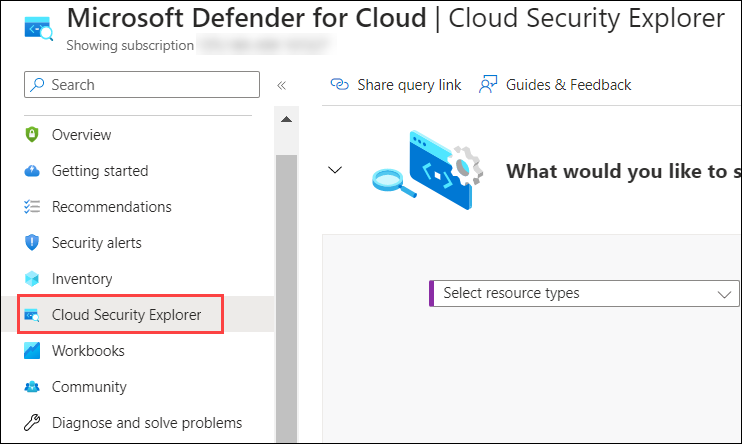 Microsoft Defender for Cloud | Cloud Security Explorer
Showing subscription
Search
«
Share query link
Guides & Feedback
Overview
Getting started
Recommendations
Security alerts
Inventory
Cloud Security Explorer
Workbooks
Community
Diagnose and solve problems
What would you like to s
Select resource types